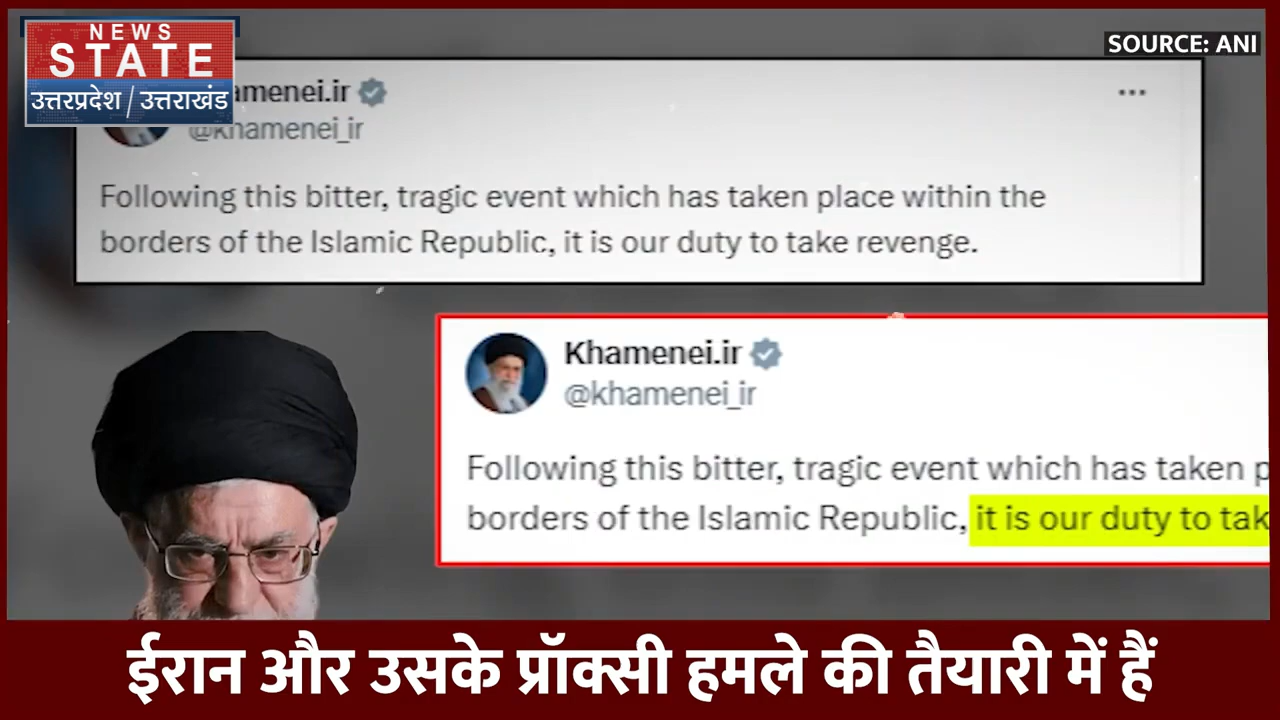 NEWS
STATE
उत्तरप्रदेश / उत्तराखंड
SOURCE: ANI
amenei.ir
@khamenei_ir
Following this bitter, tragic event which has taken place within the
borders of the Islamic Republic, it is our duty to take revenge.
Khamenei.ir
@khamenei_ir
Following this bitter, tragic event which has taken p
borders of the Islamic Republic, it is our duty to tak
ईरान और उसके प्रॉक्सी हमले की तैयारी में हैं